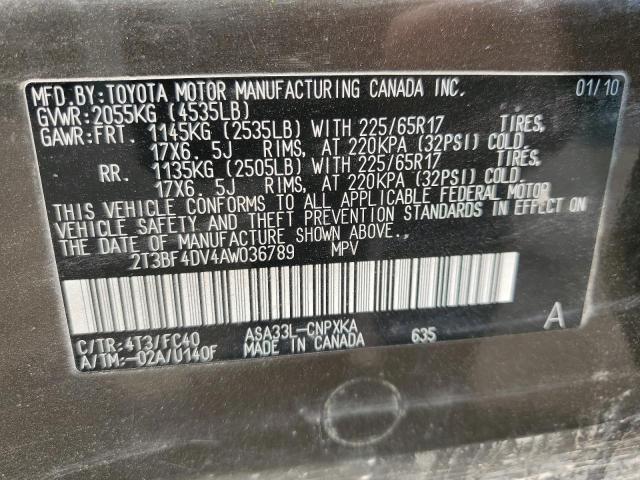 MFD.BY:TOYOTA MOTOR MANUFACTURING CANADA INC. 01/10
GVWR:2055KG (4535LB)
GAWR:FRT. 1145KG (2535LB) WITH 225/65R17 TIRES,
17X6. 5J RIMS, AT 220KPA (32PSI) COLD.
RR. 1135KG (2505LB) WITH 225/65R17 TIRES,
17X6. 5J RIMS, AT 220KPA (32PSI) COLD.
THIS VEHICLE CONFORMS TO ALL APPLICABLE FEDERAL MOTOR
VEHICLE SAFETY AND THEFT PREVENTION STANDARDS IN EFFECT ON
THE DATE OF MANUFACTURE SHOWN ABOVE.
2T3BF4DV4AW036789 MPV
C/TR:4T3/FC40 ASA33L-CNPXKA 635 A
A/TM:-02A/U140F MADE IN CANADA